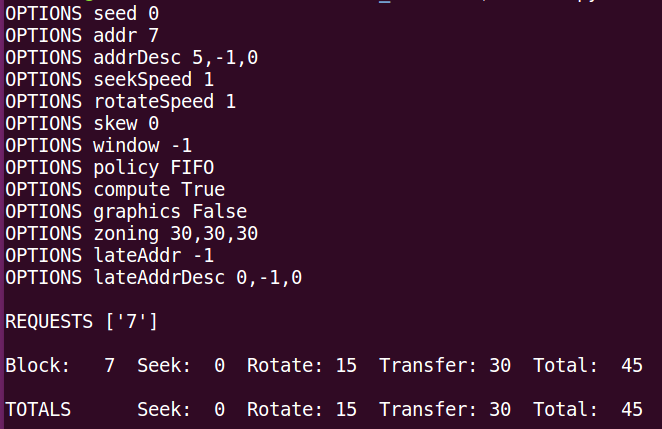 OPTIONS seed 0
OPTIONS addr 7
OPTIONS addrDesc 5,-1,0
OPTIONS seekSpeed 1
OPTIONS rotateSpeed 1
OPTIONS skew 0
OPTIONS window -1
OPTIONS policy FIFO
OPTIONS compute True
OPTIONS graphics False
OPTIONS zoning 30,30,30
OPTIONS lateAddr -1
OPTIONS lateAddrDesc 0,-1,0
REQUESTS ['7']
Block:   7  Seek:  0  Rotate: 15  Transfer: 30  Total:  45
TOTALS      Seek:  0  Rotate: 15  Transfer: 30  Total:  45